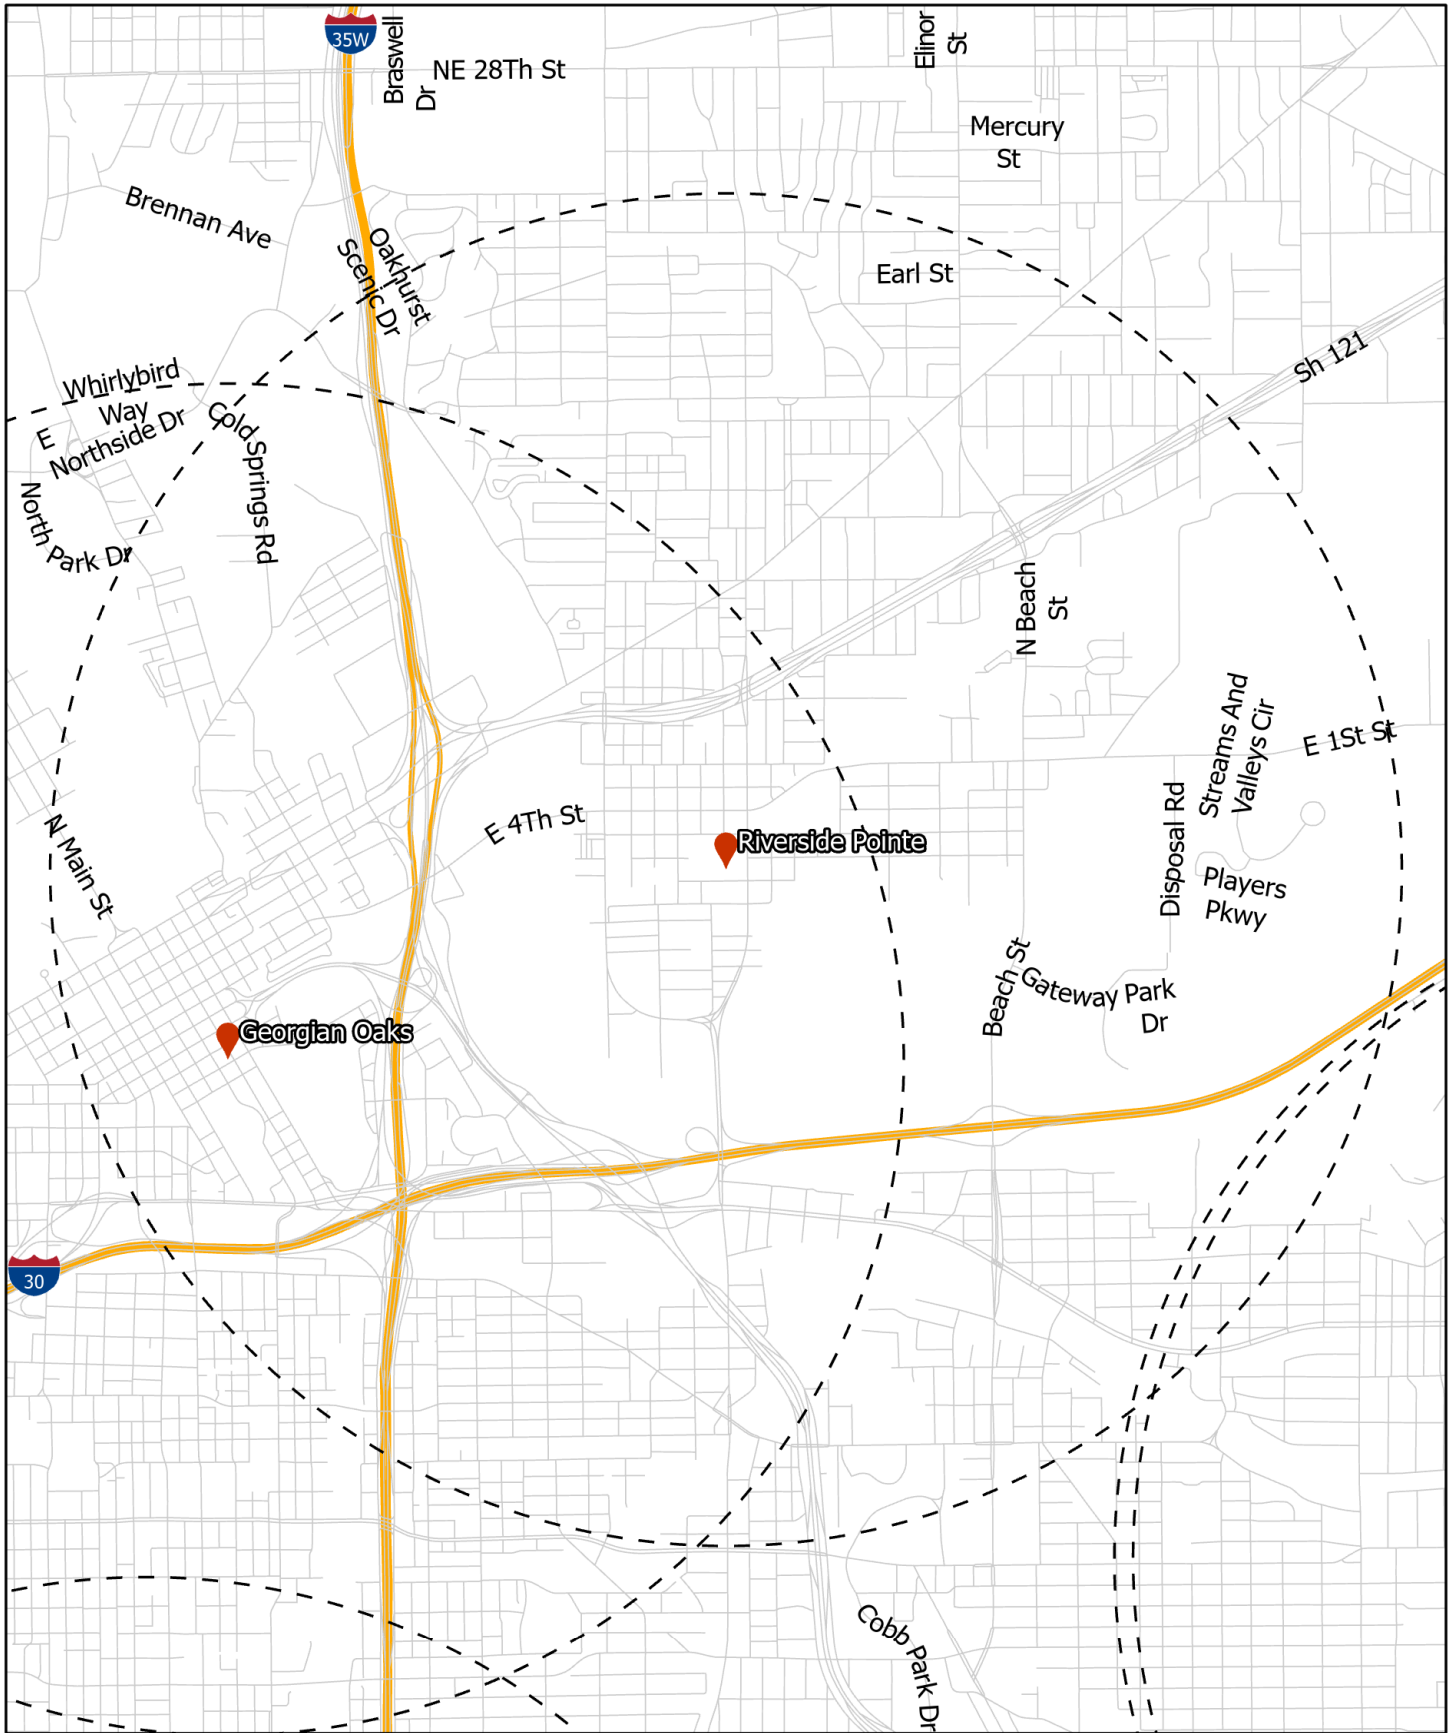 35W
Braswell
Dr
NE 28Th St
Elinor
St
Mercury
St
Brennan Ave
Oakhurst
Scenic Dr
Earl St
Sh 121
Whirlybird
Way
E
Northside Dr
Cold Springs Rd
North Park Dr
N Beach
St
Streams And
Valleys Cir
E 1St St
N Main St
E 4Th St
Riverside Pointe
Disposal Rd
Players
Pkwy
Beach St
Gateway Park
Dr
Georgian Oaks
30
Cobb Park Dr